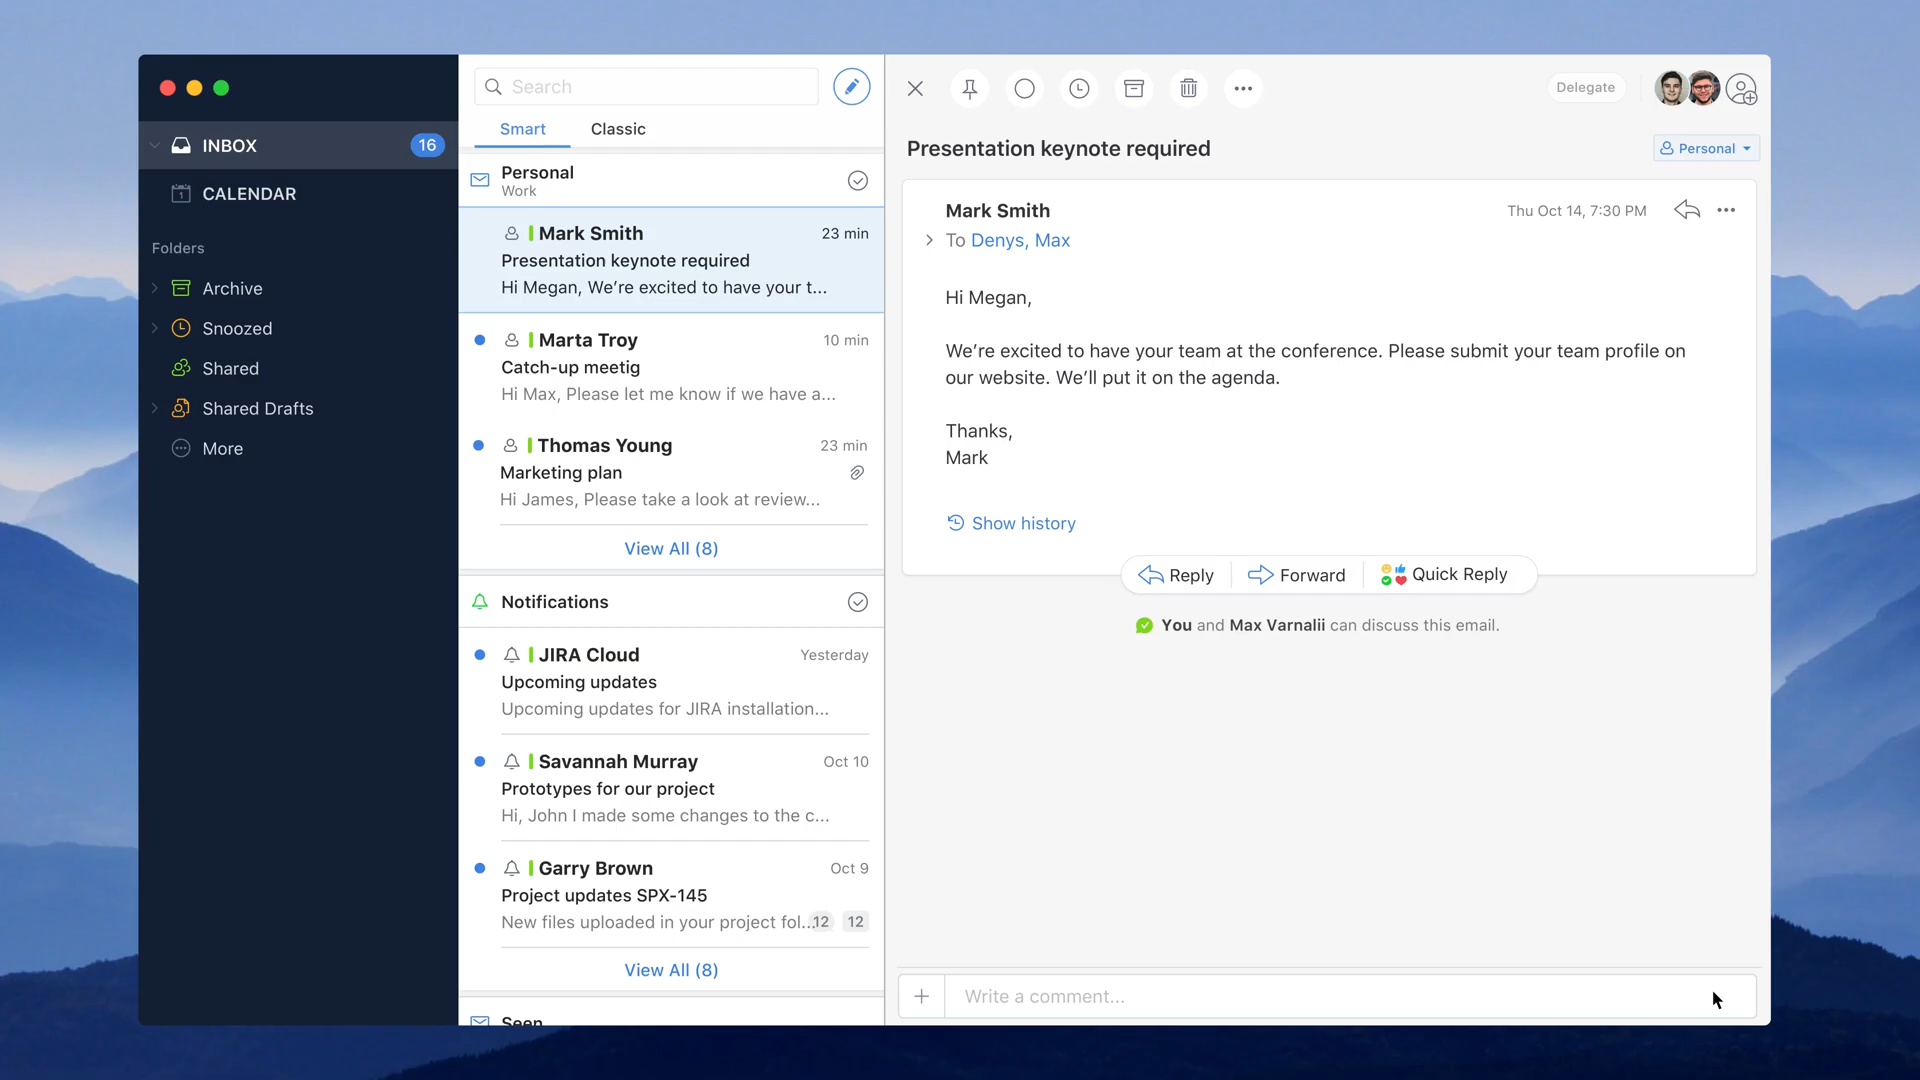 INBOX
16
1
CALENDAR
Folders
Archive
Snoozed
Shared
Shared Drafts
More
Search
Smart
Classic
Personal
Work
Mark Smith
23 min
Presentation keynote required
Hi Megan, We’re excited to have your t...
Marta Troy
10 min
Catch-up meetig
Hi Max, Please let me know if we have a...
Thomas Young
23 min
Marketing plan
Hi James, Please take a look at review...
View All (8)
Notifications
JIRA Cloud
Yesterday
Upcoming updates
Upcoming updates for JIRA installation...
Savannah Murray
Oct 10
Prototypes for our project
Hi, John I made some changes to the c...
Garry Brown
Oct 9
Project updates SPX-145
New files uploaded in your project fol...
12
12
View All (8)
Seen
Delegate
Presentation keynote required
Personal
Mark Smith
Thu Oct 14, 7:30 PM
To Denys, Max
Hi Megan,
We’re excited to have your team at the conference. Please submit your team profile on
our website. We’ll put it on the agenda.
Thanks,
Mark
Show history
Reply
Forward
Quick Reply
You and Max Varnalii can discuss this email.
Write a comment...